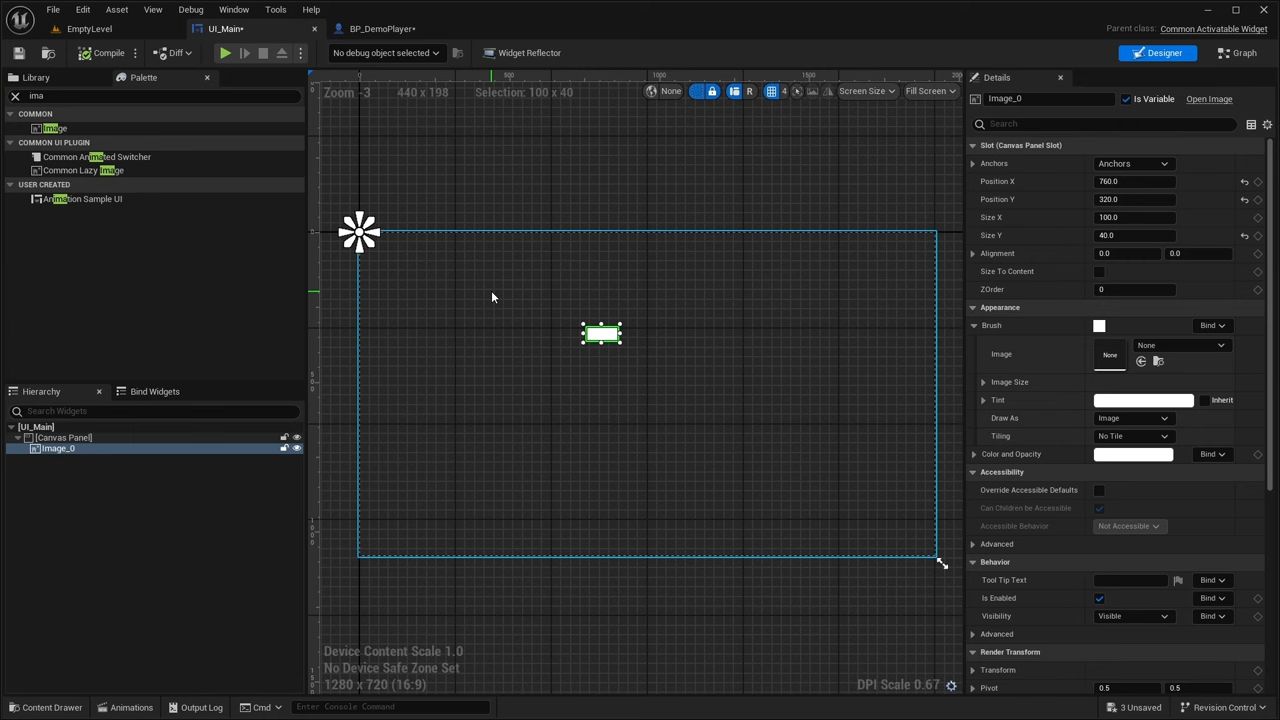 File Edit Asset View Debug Window Tools Help
EmptyLevel UI_Main* BP_DemoPlayer* Parent class: Common Activatable Widget
Compile Diff No debug object selected Widget Reflector Designer Graph
Library Palette
ima
COMMON
Image
COMMON UI PLUGIN
Common Animated Switcher
Common Lazy Image
USER CREATED
Animation Sample UI
Hierarchy Bind Widgets
Search Widgets
[UI_Main]
[Canvas Panel]
Image_0
0 500 1000 1500 200
Zoom -3 440 x 198 Selection: 100 x 40 None R 4 Screen Size Fill Screen
Device Content Scale 1.0
No Device Safe Zone Set
1280 x 720 (16:9) DPI Scale 0.67
Details
Image_0 Is Variable Open Image
Search
Slot (Canvas Panel Slot)
Anchors Anchors
Position X 760.0
Position Y 320.0
Size X 100.0
Size Y 40.0
Alignment 0.0 0.0
Size To Content
ZOrder 0
Appearance
Brush Bind
Image None None
Image Size
Tint Inherit
Draw As Image
Tiling No Tile
Color and Opacity Bind
Accessibility
Override Accessible Defaults
Can Children be Accessible
Accessible Behavior Not Accessible
Advanced
Behavior
Tool Tip Text Bind
Is Enabled Bind
Visibility Visible Bind
Advanced
Render Transform
Transform
Pivot 0.5 0.5
Content Drawer Animations Output Log Cmd Enter Console Command 3 Unsaved Revision Control